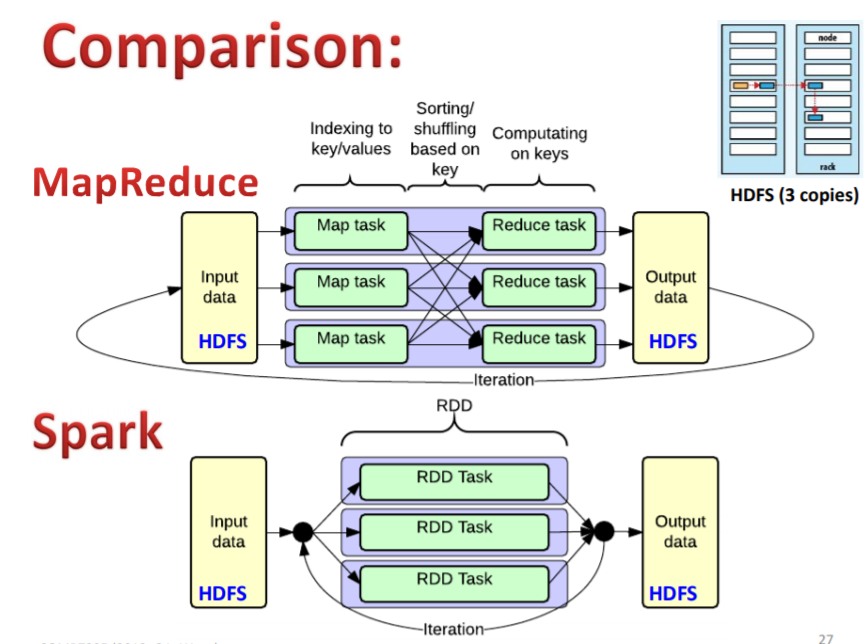 Comparison:
node
rack
HDFS (3 copies)
Indexing to
key/values
Sorting/
shuffling
based on
key
Computating
on keys
MapReduce
Input
data
HDFS
Map task
Map task
Map task
Reduce task
Reduce task
Reduce task
Output
data
HDFS
Iteration
Spark
RDD
Input
data
HDFS
RDD Task
RDD Task
RDD Task
Output
data
HDFS
Iteration
27